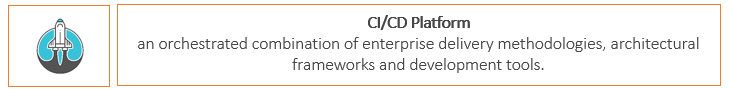 CI/CD Platform
an orchestrated combination of enterprise delivery methodologies, architectural
frameworks and development tools.